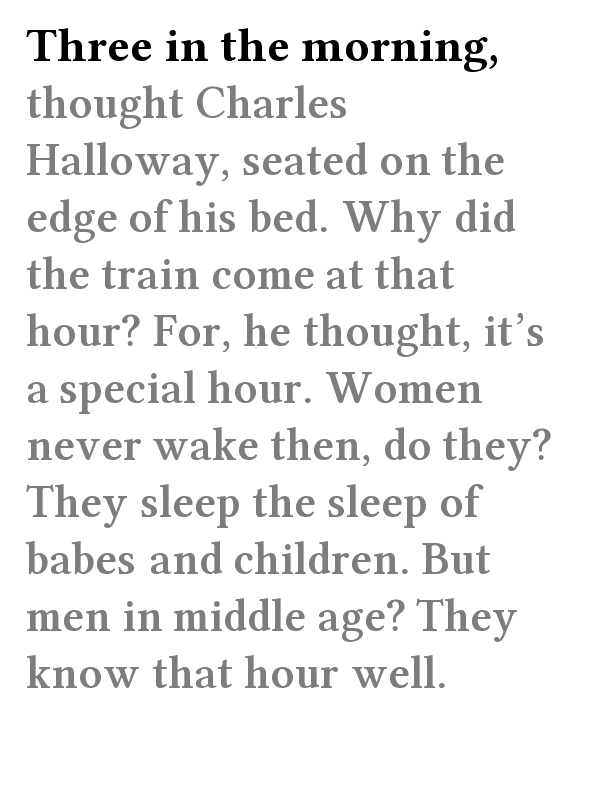 Three in the morning,
thought Charles
Halloway, seated on the
edge of his bed. Why did
the train come at that
hour? For, he thought, it’s
a special hour. Women
never wake then, do they?
They sleep the sleep of
babes and children. But
men in middle age? They
know that hour well.